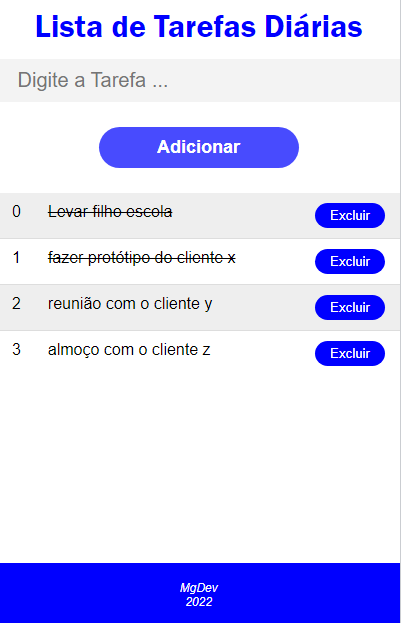 Lista de Tarefas Diárias
Digite a Tarefa ...
Adicionar
0 Levar filho escola Excluir
1 fazer protótipo do cliente x Excluir
2 reunião com o cliente y Excluir
3 almoço com o cliente z Excluir
MgDev
2022